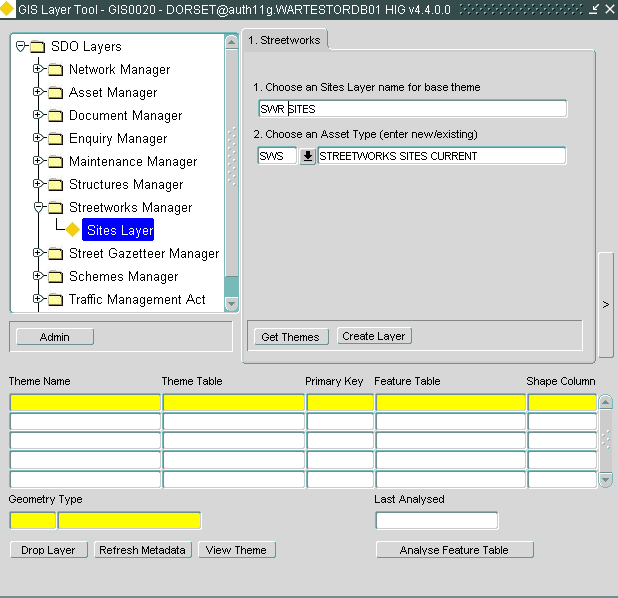 GIS Layer Tool - GIS0020 - DORSET@auth11g.WARTESTORDB01 HIG v4.4.0.0
SDO Layers
Network Manager
Asset Manager
Document Manager
Enquiry Manager
Maintenance Manager
Structures Manager
Streetworks Manager
Sites Layer
Street Gazetteer Manager
Schemes Manager
Traffic Management Act
Admin
1. Streetworks
1. Choose an Sites Layer name for base theme
SWR SITES
2. Choose an Asset Type (enter new/existing)
SWS STREETWORKS SITES CURRENT
Get Themes Create Layer
>
Theme Name Theme Table Primary Key Feature Table Shape Column
Geometry Type Last Analysed
Drop Layer Refresh Metadata View Theme Analyse Feature Table